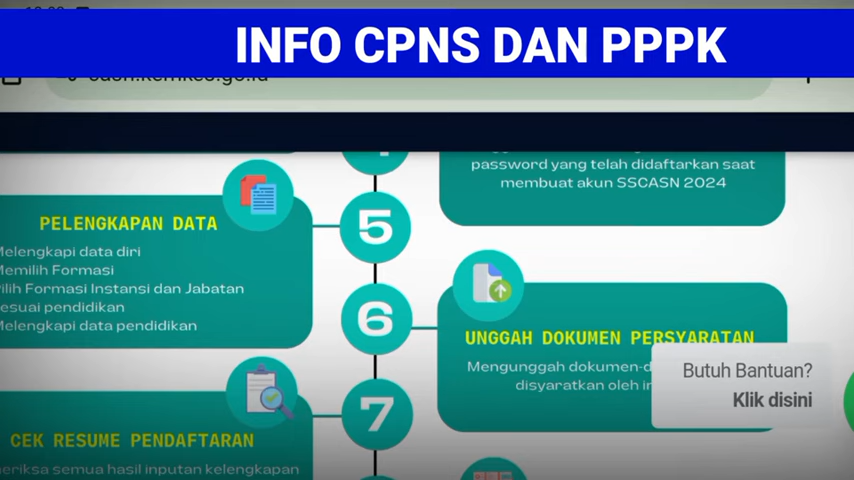 INFO CPNS DAN PPPK
password yang telah didaftarkan saat
membuat akun SSCASN 2024
5
PELENGKAPAN DATA
Melengkapi data diri
Memilih Formasi
ilih Formasi Instansi dan Jabatan
esuai pendidikan
Melengkapi data pendidikan
6
UNGGAH DOKUMEN PERSYARATAN
Mengunggah dokumen-d
disyaratkan oleh in
Butuh Bantuan?
Klik disini
7
CEK RESUME PENDAFTARAN
eriksa semua hasil inputan kelengkapan